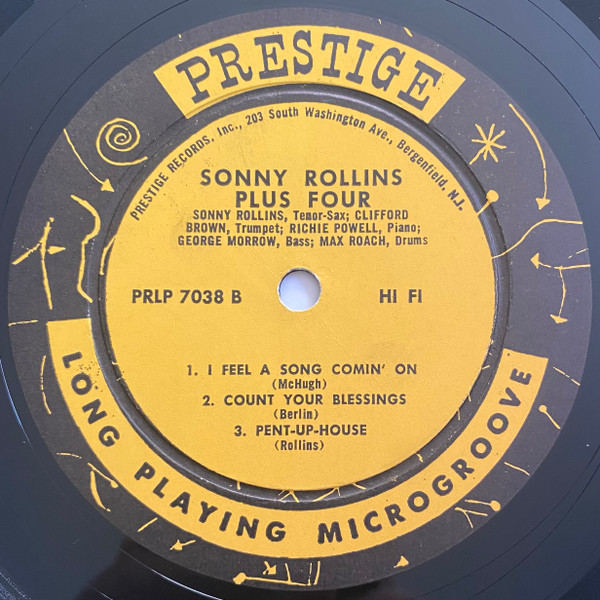 PRESTIGE
PRESTIGE RECORDS. Inc., 203 South Washington Ave., Bergenfield, N.J.
SONNY ROLLINS
PLUS FOUR
SONNY ROLLINS, Tenor-Sax; CLIFFORD
BROWN, Trumpet; RICHIE POWELL, Piano;
GEORGE MORROW, Bass; MAX ROACH, Drums
PRLP 7038 B HI FI
1. I FEEL A SONG COMIN' ON
(McHugh)
2. COUNT YOUR BLESSINGS
(Berlin)
3. PENT-UP-HOUSE
(Rollins)
LONG PLAYING MICROGROOVE